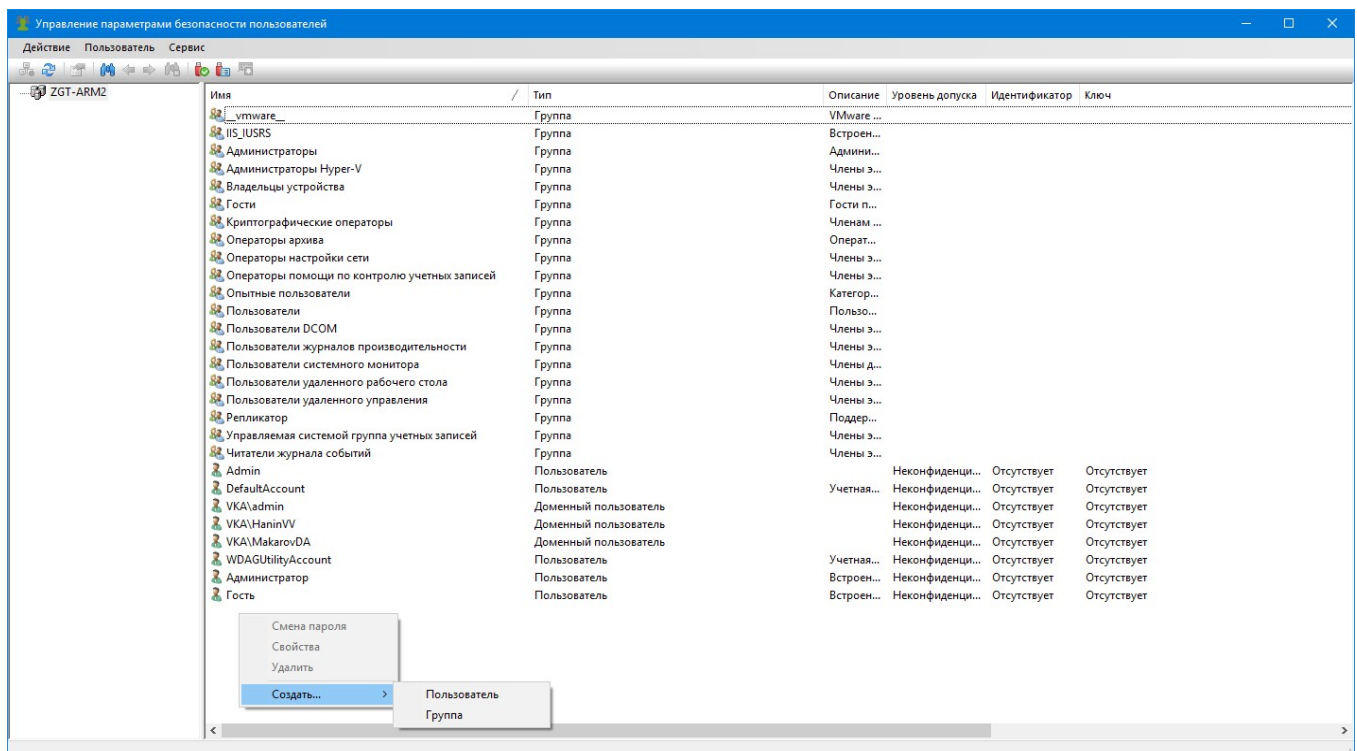 Управление параметрами безопасности пользователей
Действие Пользователь Сервис
ZGT-ARM2
Имя / Тип Описание Уровень допуска Идентификатор Ключ
__vmware__ Группа VMware ...
IIS_IUSRS Группа Встроен...
Администраторы Группа Админи...
Администраторы Hyper-V Группа Члены э...
Владельцы устройства Группа Члены э...
Гости Группа Гости п...
Криптографические операторы Группа Членам ...
Операторы архива Группа Операт...
Операторы настройки сети Группа Члены э...
Операторы помощи по контролю учетных записей Группа Члены э...
Опытные пользователи Группа Категор...
Пользователи Группа Пользо...
Пользователи DCOM Группа Члены э...
Пользователи журналов производительности Группа Члены э...
Пользователи системного монитора Группа Члены д...
Пользователи удаленного рабочего стола Группа Члены э...
Пользователи удаленного управления Группа Члены э...
Репликатор Группа Поддер...
Управляемая системой группа учетных записей Группа Члены э...
Читатели журнала событий Группа Члены э...
Admin Пользователь Неконфиденци... Отсутствует Отсутствует
DefaultAccount Пользователь Учетная... Неконфиденци... Отсутствует Отсутствует
VKA\admin Доменный пользователь Неконфиденци... Отсутствует Отсутствует
VKA\HaninVV Доменный пользователь Неконфиденци... Отсутствует Отсутствует
VKA\MakarovDA Доменный пользователь Неконфиденци... Отсутствует Отсутствует
WDAGUtilityAccount Пользователь Учетная... Неконфиденци... Отсутствует Отсутствует
Администратор Пользователь Встроен... Неконфиденци... Отсутствует Отсутствует
Гость Пользователь Встроен... Неконфиденци... Отсутствует Отсутствует
Смена пароля
Свойства
Удалить
Создать... > Пользователь
Группа